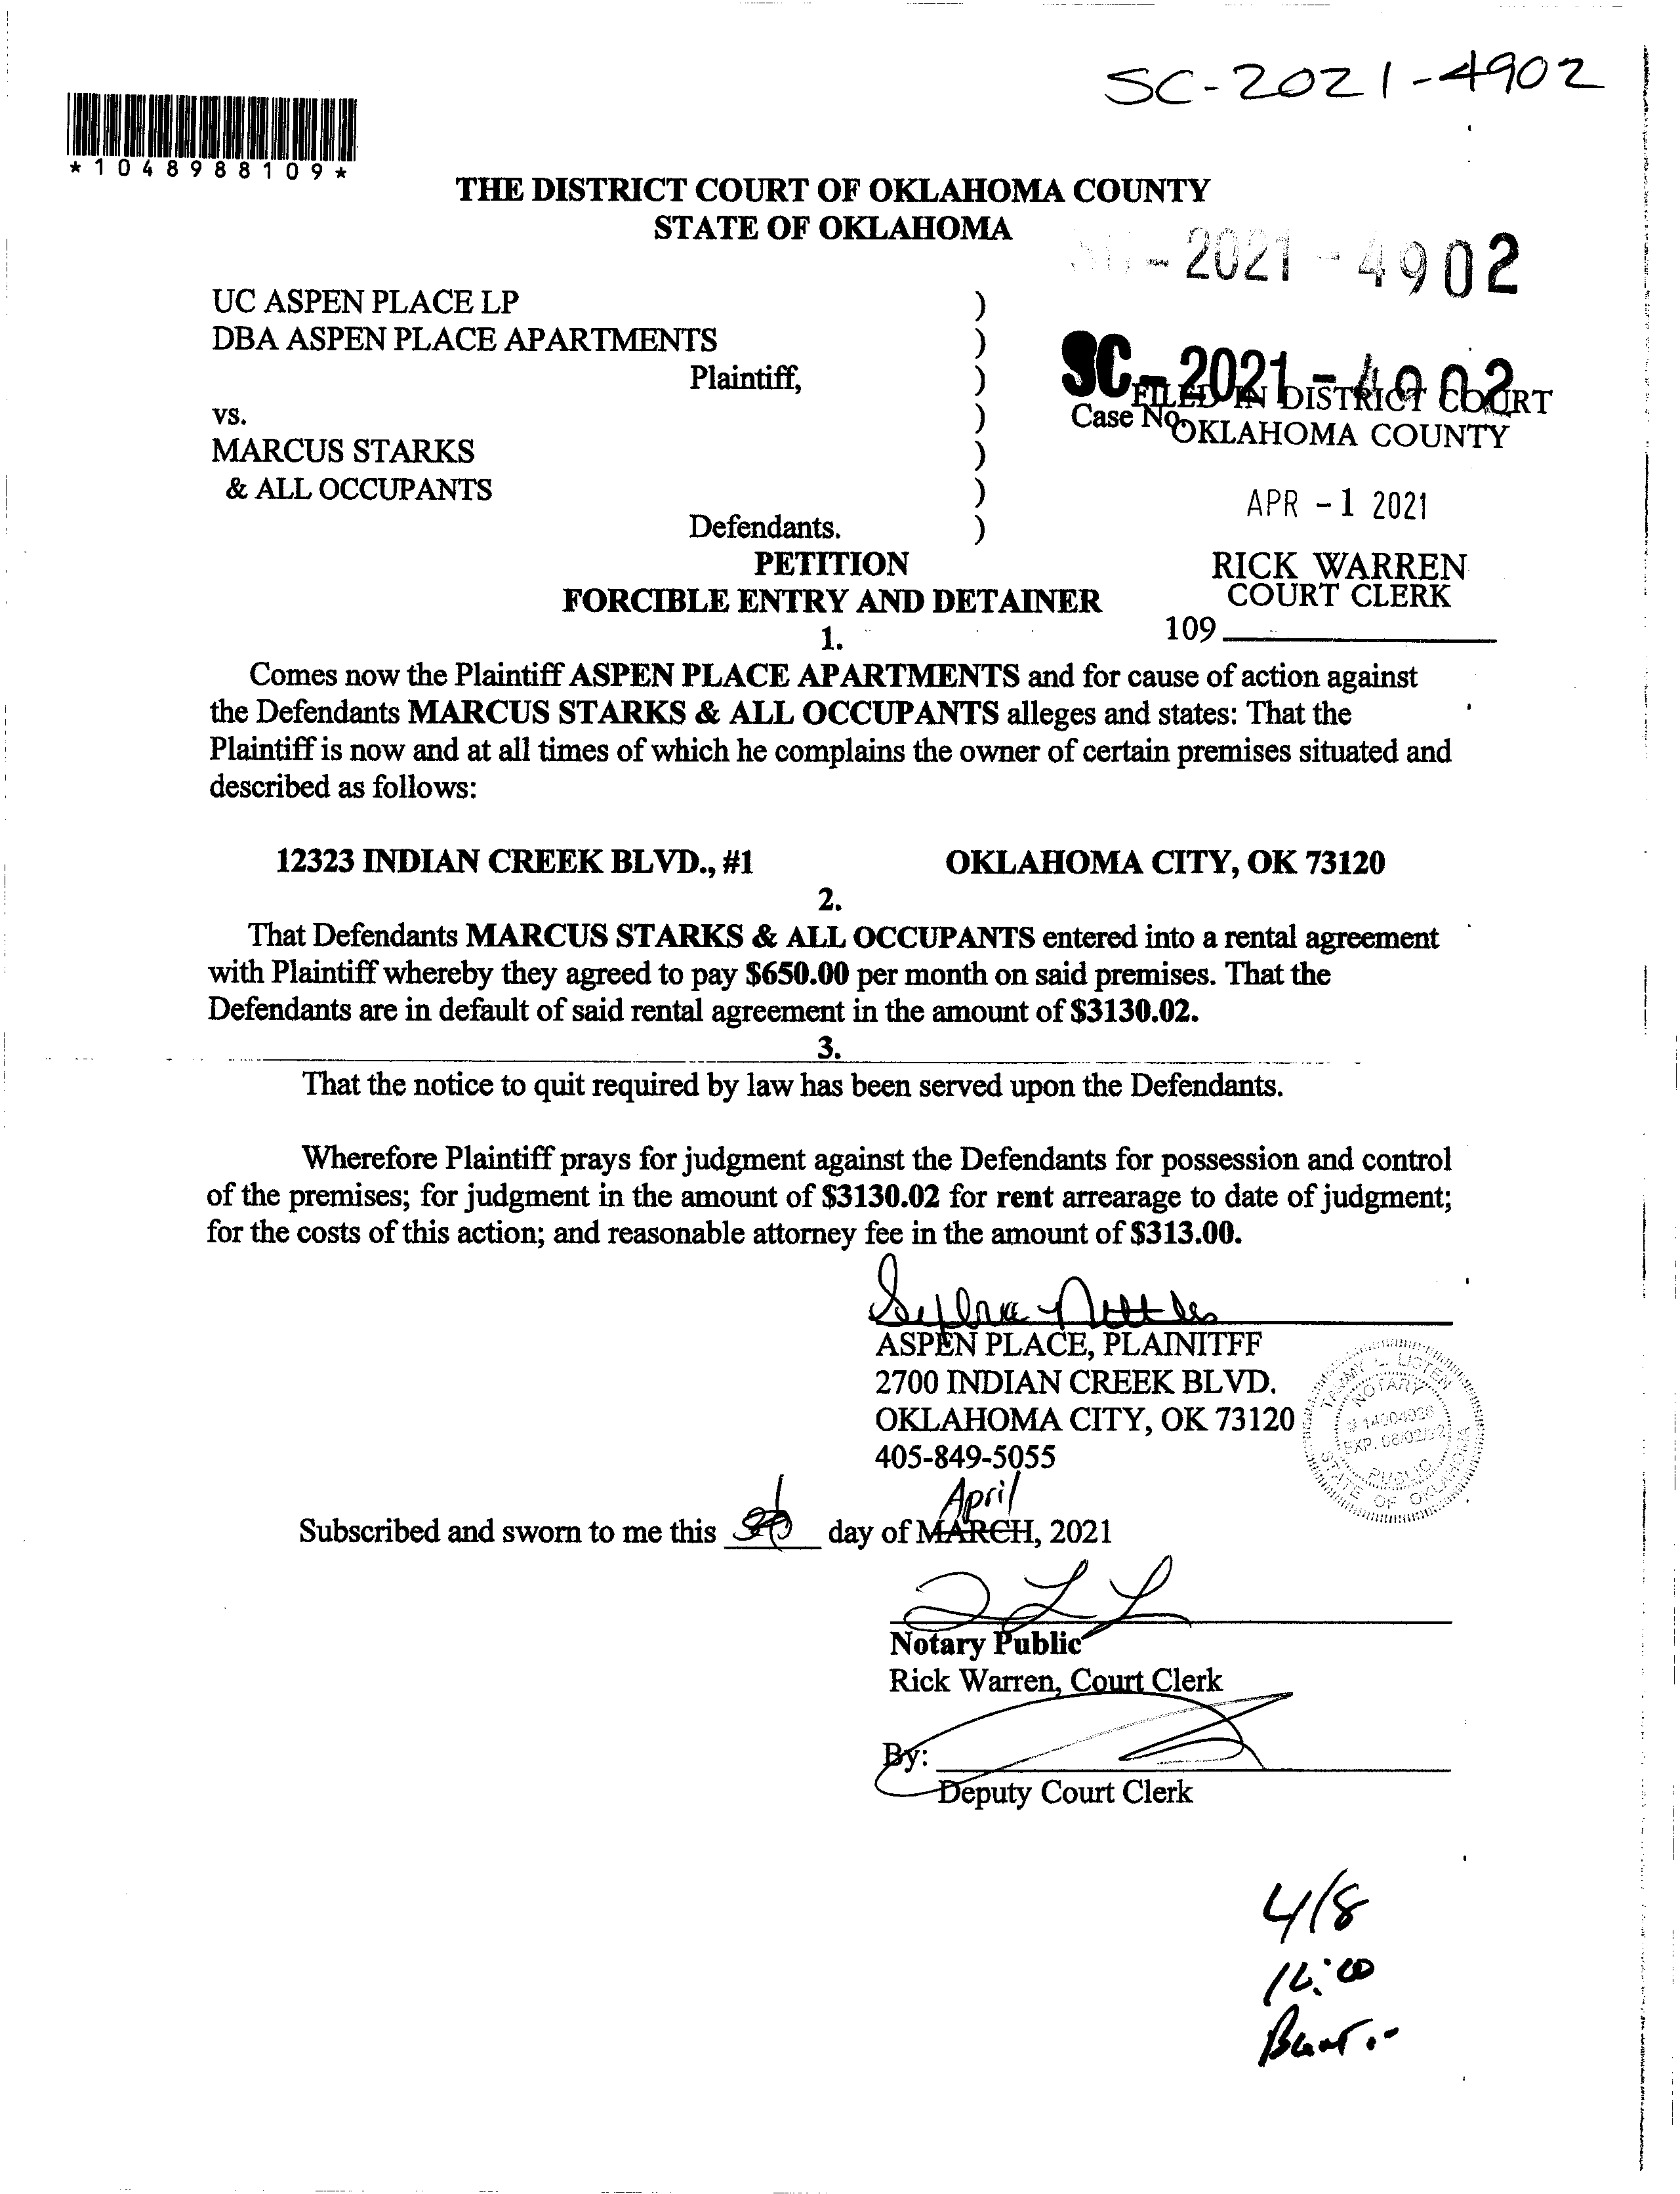 SC-2021-4902
*1048988109*
THE DISTRICT COURT OF OKLAHOMA COUNTY
STATE OF OKLAHOMA
-2021-4902
UC ASPEN PLACE LP )
DBA ASPEN PLACE APARTMENTS )
Plaintiff, )
SC-2021-4902
FILED IN DISTRICT COURT
vs. ) Case No.
OKLAHOMA COUNTY
MARCUS STARKS )
& ALL OCCUPANTS )
APR -1 2021
Defendants. )
PETITION
RICK WARREN
COURT CLERK
FORCIBLE ENTRY AND DETAINER
109
1.
Comes now the Plaintiff ASPEN PLACE APARTMENTS and for cause of action against
the Defendants MARCUS STARKS & ALL OCCUPANTS alleges and states: That the
Plaintiff is now and at all times of which he complains the owner of certain premises situated and
described as follows:
12323 INDIAN CREEK BLVD., #1 OKLAHOMA CITY, OK 73120
2.
That Defendants MARCUS STARKS & ALL OCCUPANTS entered into a rental agreement
with Plaintiff whereby they agreed to pay $650.00 per month on said premises. That the
Defendants are in default of said rental agreement in the amount of $3130.02.
3.
That the notice to quit required by law has been served upon the Defendants.
Wherefore Plaintiff prays for judgment against the Defendants for possession and control
of the premises; for judgment in the amount of $3130.02 for rent arrearage to date of judgment;
for the costs of this action; and reasonable attorney fee in the amount of $313.00.
ASPEN PLACE, PLAINITFF
2700 INDIAN CREEK BLVD.
OKLAHOMA CITY, OK 73120
405-849-5055
TAMMY L. LISTEN
NOTARY
EXP. 06/02/22
PUBLIC
STATE OF OKLAHOMA
April
Subscribed and sworn to me this day of MARCH, 2021
Notary Public
Rick Warren, Court Clerk
By:
Deputy Court Clerk
4/8